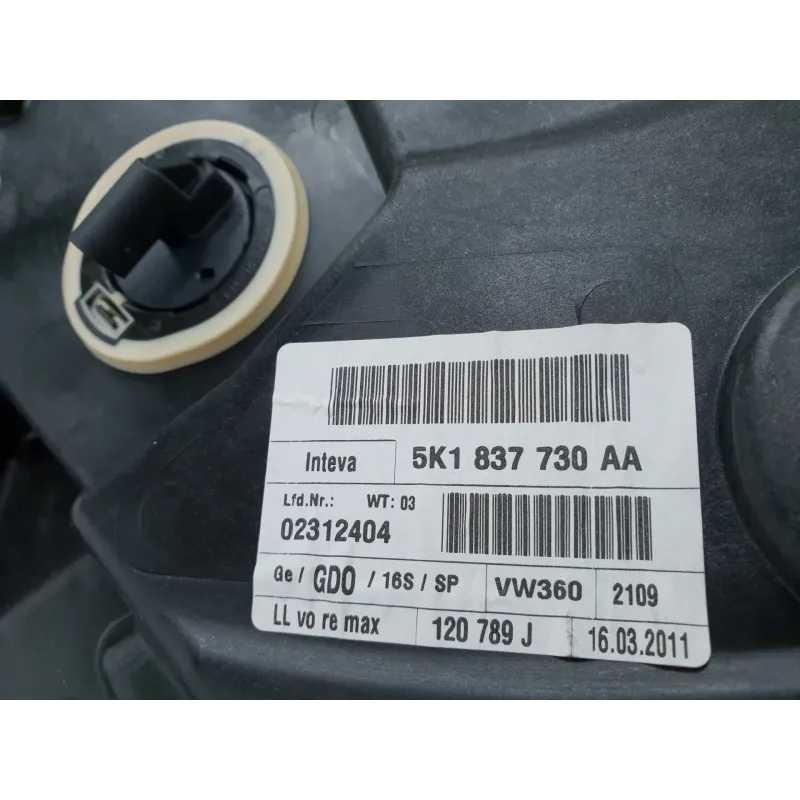 Inteva 5K1 837 730 AA
Lfd.Nr.: WT: 03
02312404
Ge / GDO / 16S / SP VW360 2109
LL vo re max 120 789 J 16.03.2011